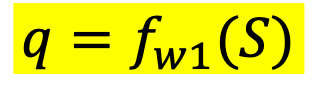 q = f_{w1}(S)